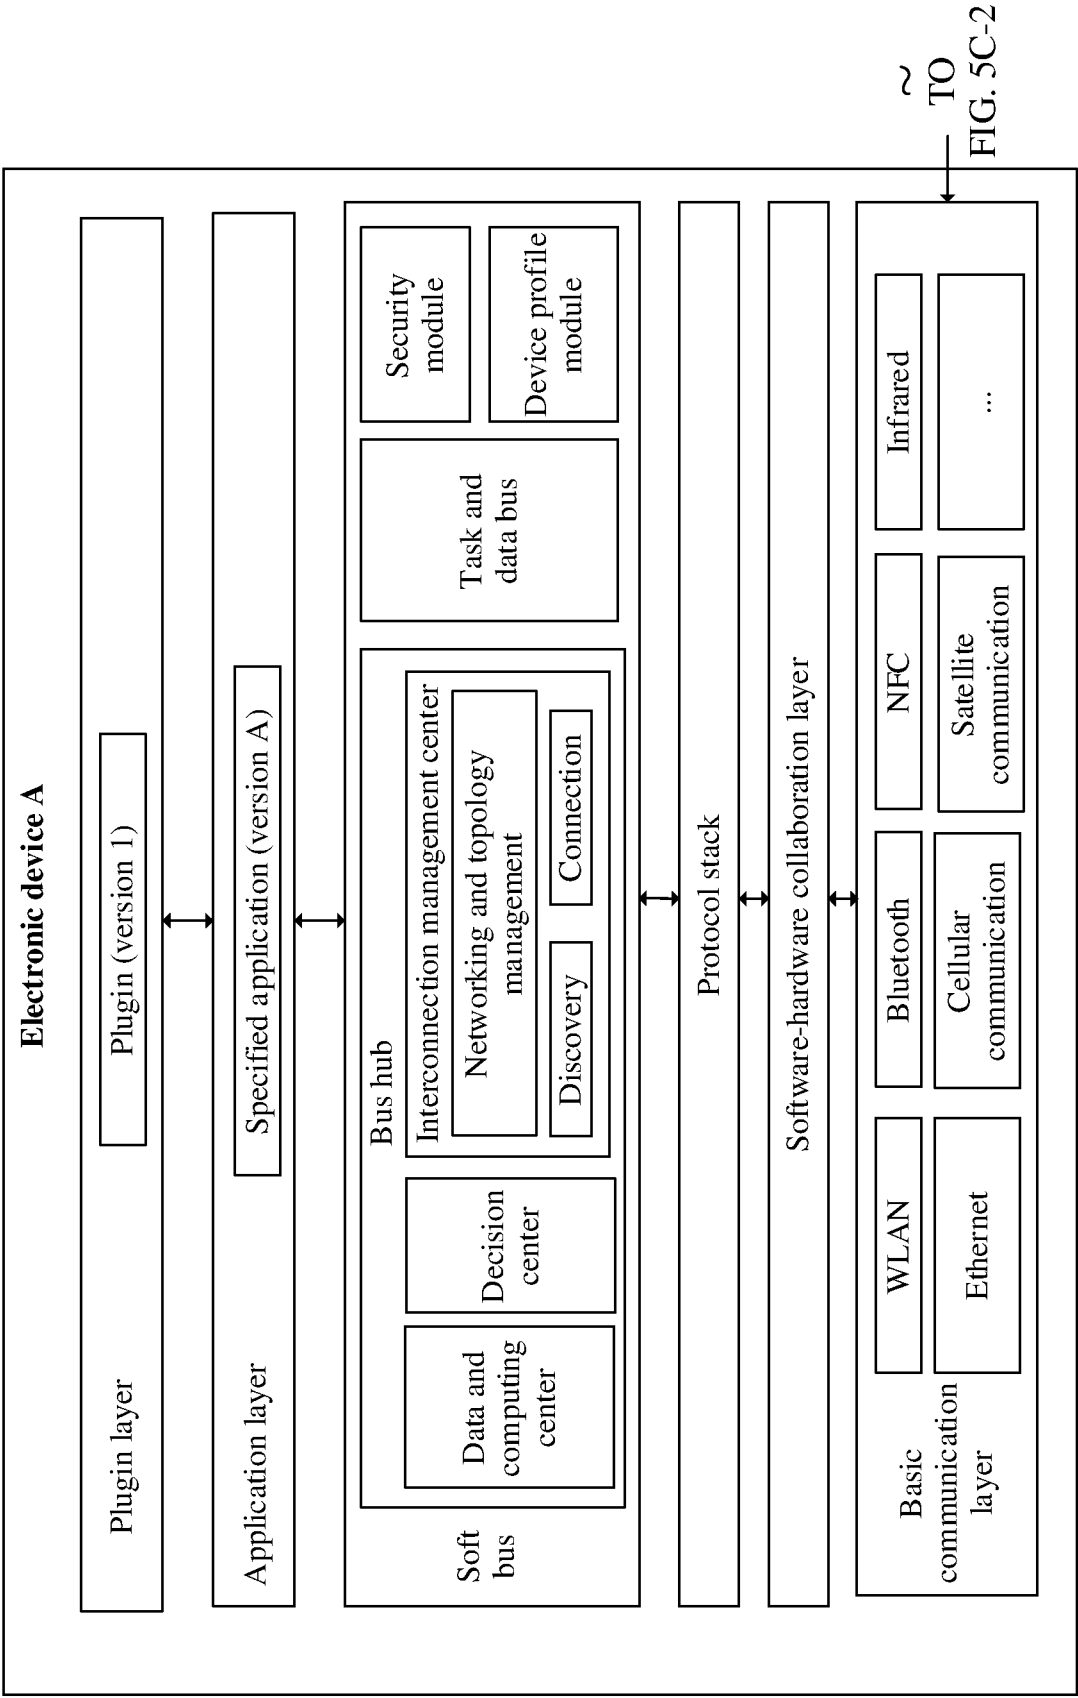 Electronic device A
Plugin layer
Plugin (version 1)
Application layer
Specified application (version A)
Soft
bus
Bus hub
Data and
computing
center
Decision
center
Interconnection management center
Networking and topology
management
Discovery
Connection
Task and
data bus
Security
module
Device profile
module
Protocol stack
Software-hardware collaboration layer
Basic
communication
layer
WLAN
Bluetooth
NFC
Infrared
Ethernet
Cellular
communication
Satellite
communication
...
~
TO
FIG. 5C-2